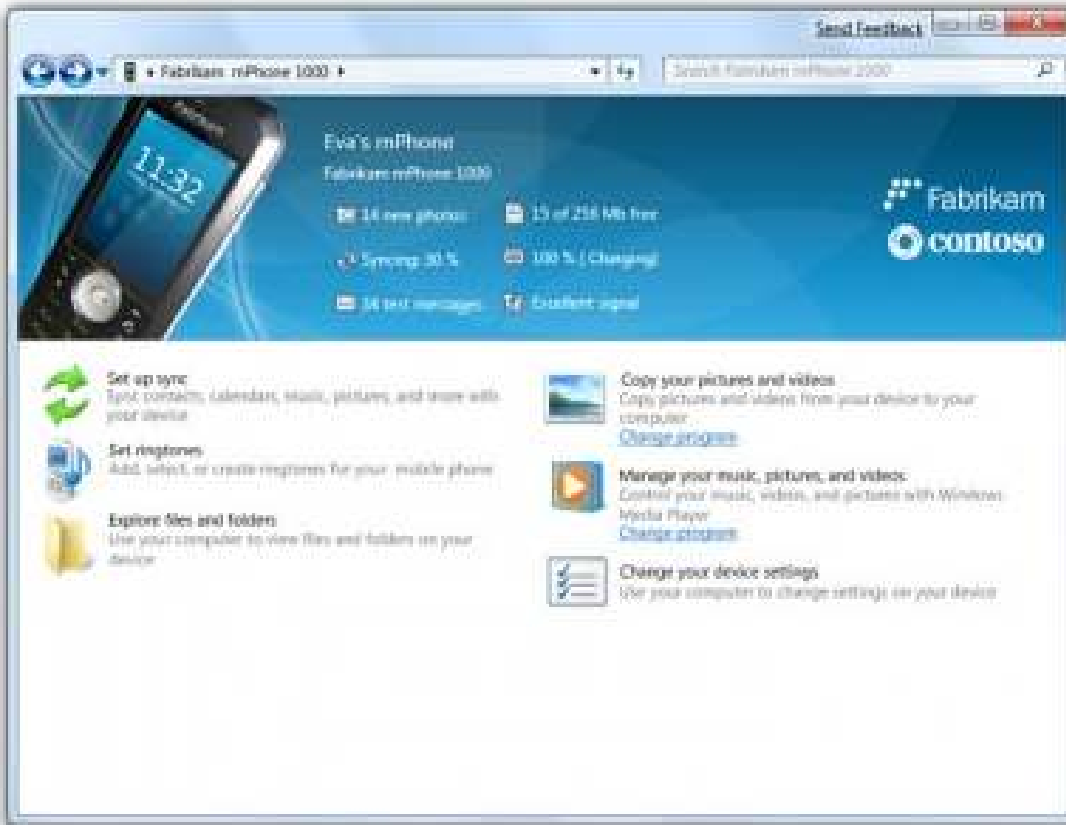 Send Feedback
Fabrikam mPhone 1000
Search Fabrikam mPhone 1000
Fabrikam
11:32
Eva's mPhone
Fabrikam mPhone 1000
14 new photos
15 of 256 Mb free
Syncing: 30 %
100 % (Charging)
14 text messages
Excellent signal
Fabrikam
contoso
Set up sync
Sync contacts, calendars, music, pictures, and more with
your device
Set ringtones
Add, select, or create ringtones for your mobile phone
Explore files and folders
Use your computer to view files and folders on your
device
Copy your pictures and videos
Copy pictures and videos from your device to your
computer
Change program
Manage your music, pictures, and videos
Control your music, videos, and pictures with Windows
Media Player
Change program
Change your device settings
Use your computer to change settings on your device